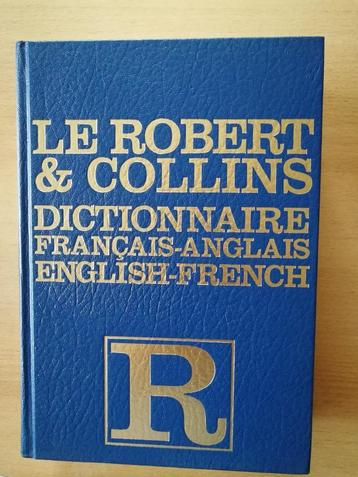 LE ROBERT
& COLLINS
DICTIONNAIRE
FRANÇAIS-ANGLAIS
ENGLISH-FRENCH
R